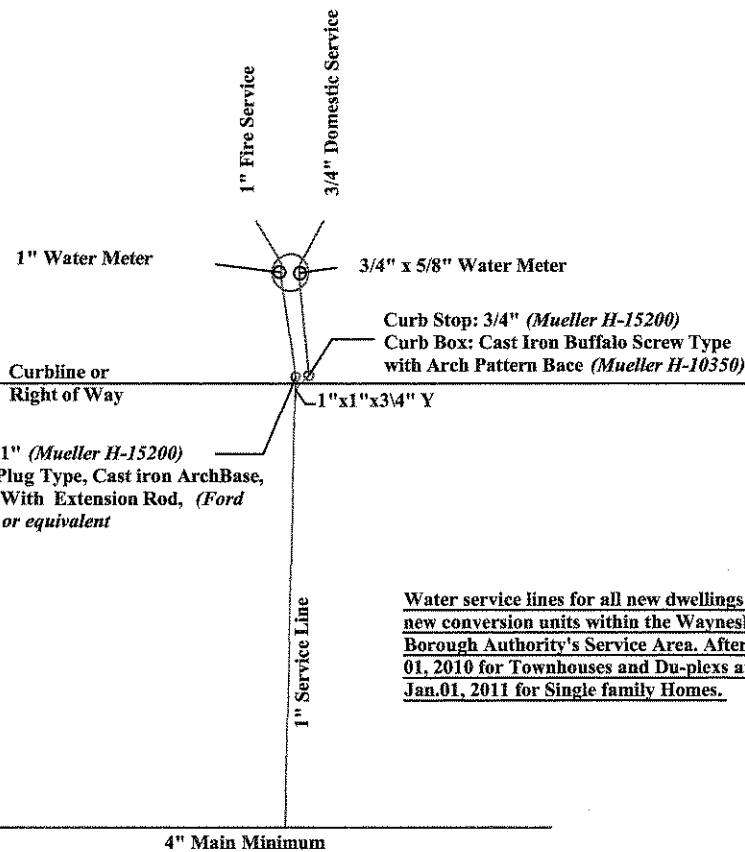 1" Fire Service
3/4" Domestic Service
1" Water Meter
3/4" x 5/8" Water Meter
Curb Stop: 3/4" (Mueller H-15200)
Curb Box: Cast Iron Buffalo Screw Type
with Arch Pattern Bace (Mueller H-10350)
Curbline or
Right of Way
1"x1"x3\4" Y
1" (Mueller H-15200)
Plug Type, Cast iron ArchBase,
With Extension Rod, (Ford
or equivalent
1" Service Line
Water service lines for all new dwellings
new conversion units within the
Borough Authority's Service Area. After
01, 2010 for Townhouses and Du-plexs
Jan.01, 2011 for Single family Homes.
4" Main Minimum